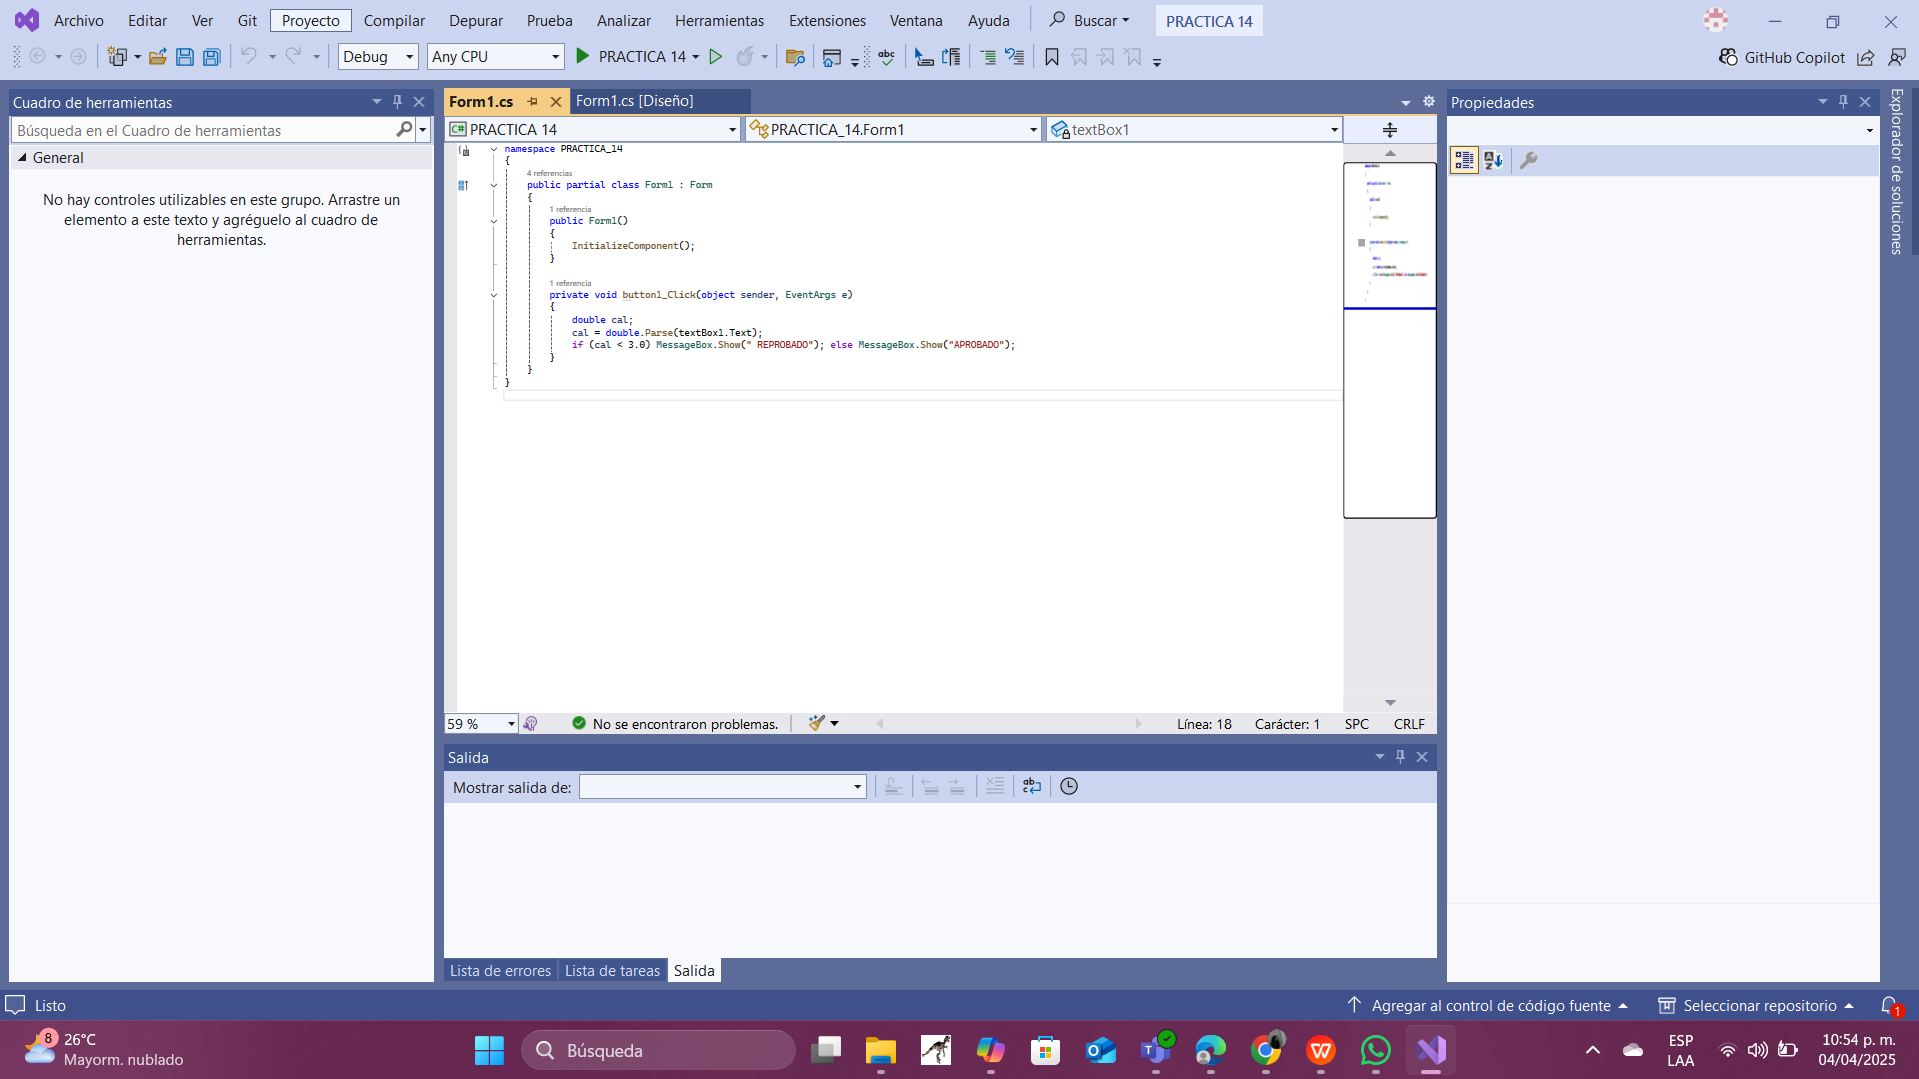 Archivo Editar Ver Git Proyecto Compilar Depurar Prueba Analizar Herramientas Extensiones Ventana Ayuda Buscar PRACTICA 14
Debug Any CPU PRACTICA 14 GitHub Copilot
Cuadro de herramientas
Búsqueda en el Cuadro de herramientas
General
No hay controles utilizables en este grupo. Arrastre un
elemento a este texto y agréguelo al cuadro de
herramientas.
Form1.cs Form1.cs [Diseño]
PRACTICA 14 PRACTICA_14.Form1 textBox1
namespace PRACTICA_14
{
4 referencias
public partial class Form1 : Form
{
1 referencia
public Form1()
{
InitializeComponent();
}
1 referencia
private void button1_Click(object sender, EventArgs e)
{
double cal;
cal = double.Parse(textBox1.Text);
if (cal < 3.0) MessageBox.Show(" REPROBADO"); else MessageBox.Show("APROBADO");
}
}
}
59 % No se encontraron problemas. Línea: 18 Carácter: 1 SPC CRLF
Salida
Mostrar salida de:
Lista de errores Lista de tareas Salida
Propiedades
Explorador de soluciones
Listo Agregar al control de código fuente Seleccionar repositorio 1
8 26°C
Mayorm. nublado
Búsqueda
ESP
LAA
10:54 p. m.
04/04/2025